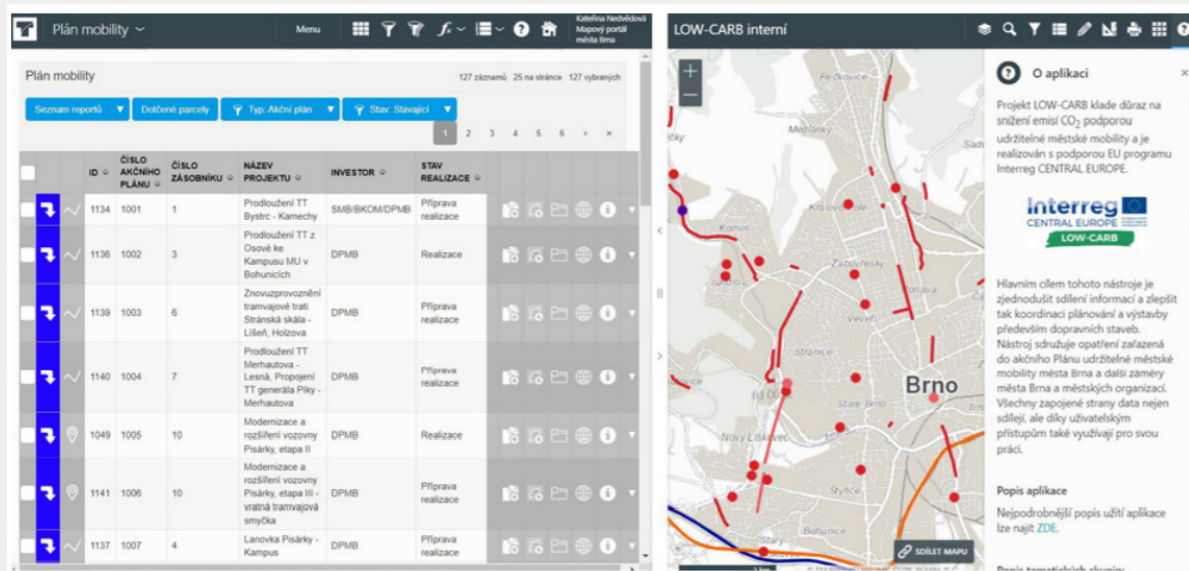 Plán mobility
Menu
Kateřina Nedvědová
Mapový portál
města Brna
Plán mobility
127 záznamů 25 na stránce 127 vybraných
Seznam reportů
Dotčené parcely
Typ: Akční plán
Stav: Stávající
1 2 3 4 5 6
ID
ČÍSLO AKČNÍHO PLÁNU
ČÍSLO ZÁSOBNÍKU
NÁZEV PROJEKTU
INVESTOR
STAV REALIZACE
1134 1001 1 Prodloužení TT Bystrc - Kamechy SMB/BKOM/DPMB Příprava realizace
1136 1002 3 Prodloužení TT z Osové ke Kampusu MU v Bohunicích DPMB Realizace
1139 1003 6 Znovuzprovoznění tramvajové trati Stránská skála - Líšeň, Holzova DPMB Příprava realizace
1140 1004 7 Prodloužení TT Merhautova - Lesná, Propojení TT generála Píky - Merhautova DPMB Příprava realizace
1049 1005 10 Modernizace a rozšíření vozovny Pisárky, etapa II DPMB Realizace
1141 1006 10 Modernizace a rozšíření vozovny Pisárky, etapa III - vratná tramvajová smyčka DPMB Příprava realizace
1137 1007 4 Lanovka Pisárky - Kampus DPMB Příprava realizace
LOW-CARB interní
Řečkovice
Medlánky
Královo Pole
Komín
Žabovřesky
Jundrov
Ponava
Veveří
Stránice
Brno
Staré Brno
Nový Lískovec
Štýřice
Bohunice
Starý
SDÍLET MAPU
O aplikaci
Projekt LOW-CARB klade důraz na
snížení emisí CO2 podporou
udržitelné městské mobility a je
realizován s podporou EU programu
Interreg CENTRAL EUROPE.
Interreg
CENTRAL EUROPE
LOW-CARB
Hlavním cílem tohoto nástroje je
zjednodušit sdílení informací a zlepšit
tak koordinaci plánování a výstavby
především dopravních staveb.
Nástroj sdružuje opatření zařazená
do akčního Plánu udržitelné městské
mobility města Brna a další záměry
města Brna a městských organizací.
Všechny zapojené strany data nejen
sdílejí, ale díky uživatelským
přístupům také využívají pro svou
práci.
Popis aplikace
Nejpodrobnější popis užití aplikace
lze najít ZDE.
Popis tematických skupin: